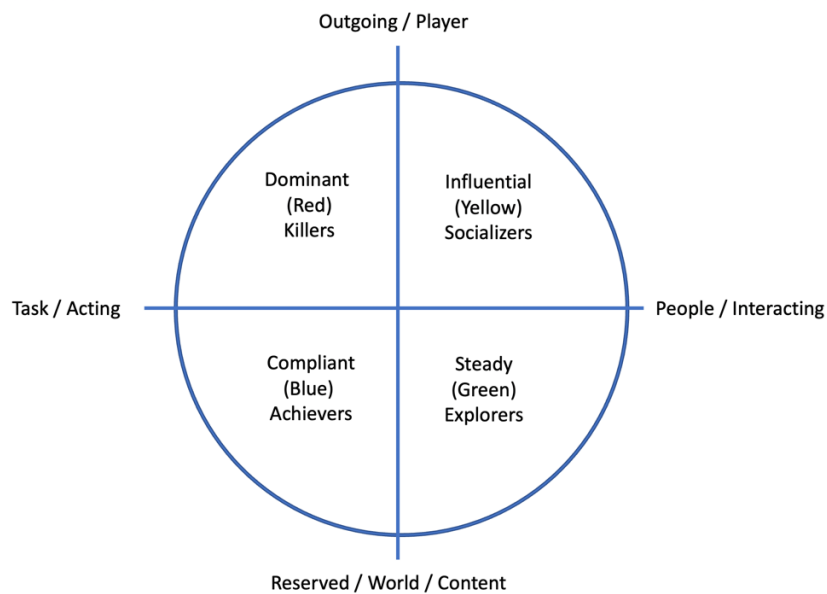 Outgoing / Player
Dominant
(Red)
Killers
Influential
(Yellow)
Socializers
Task / Acting
People / Interacting
Compliant
(Blue)
Achievers
Steady
(Green)
Explorers
Reserved / World / Content